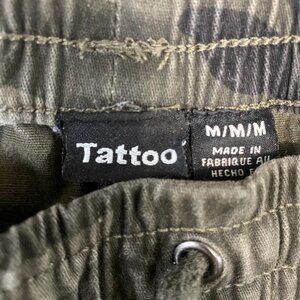 Tattoo
M/M/M
MADE IN
FABRIQUE AU
HECHO E